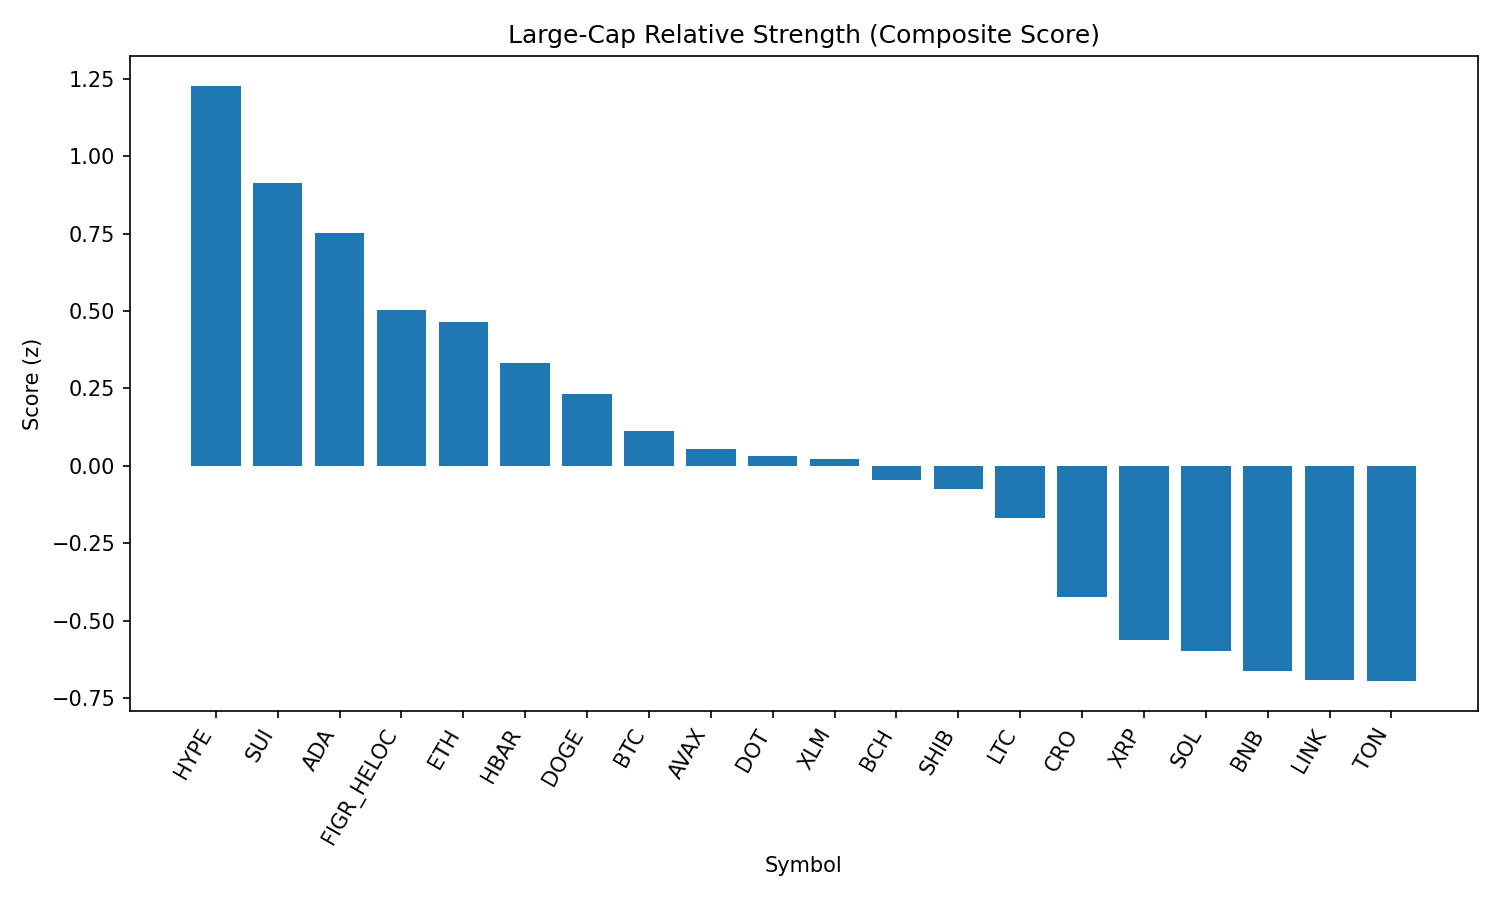 Large-Cap Relative Strength (Composite Score)
1.25
1.00
0.75
0.50
0.25
0.00
−0.25
−0.50
−0.75
Score (z)
HYPE
SUI
ADA
FIGR_HELOC
ETH
HBAR
DOGE
BTC
AVAX
DOT
XLM
BCH
SHIB
LTC
CRO
XRP
SOL
BNB
LINK
TON
Symbol